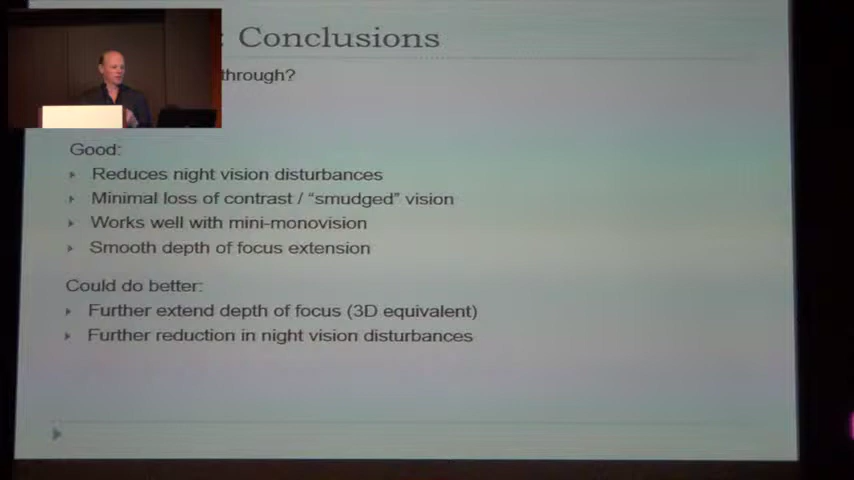 : Conclusions
through?
Good:
Reduces night vision disturbances
Minimal loss of contrast / “smudged” vision
Works well with mini-monovision
Smooth depth of focus extension
Could do better:
Further extend depth of focus (3D equivalent)
Further reduction in night vision disturbances